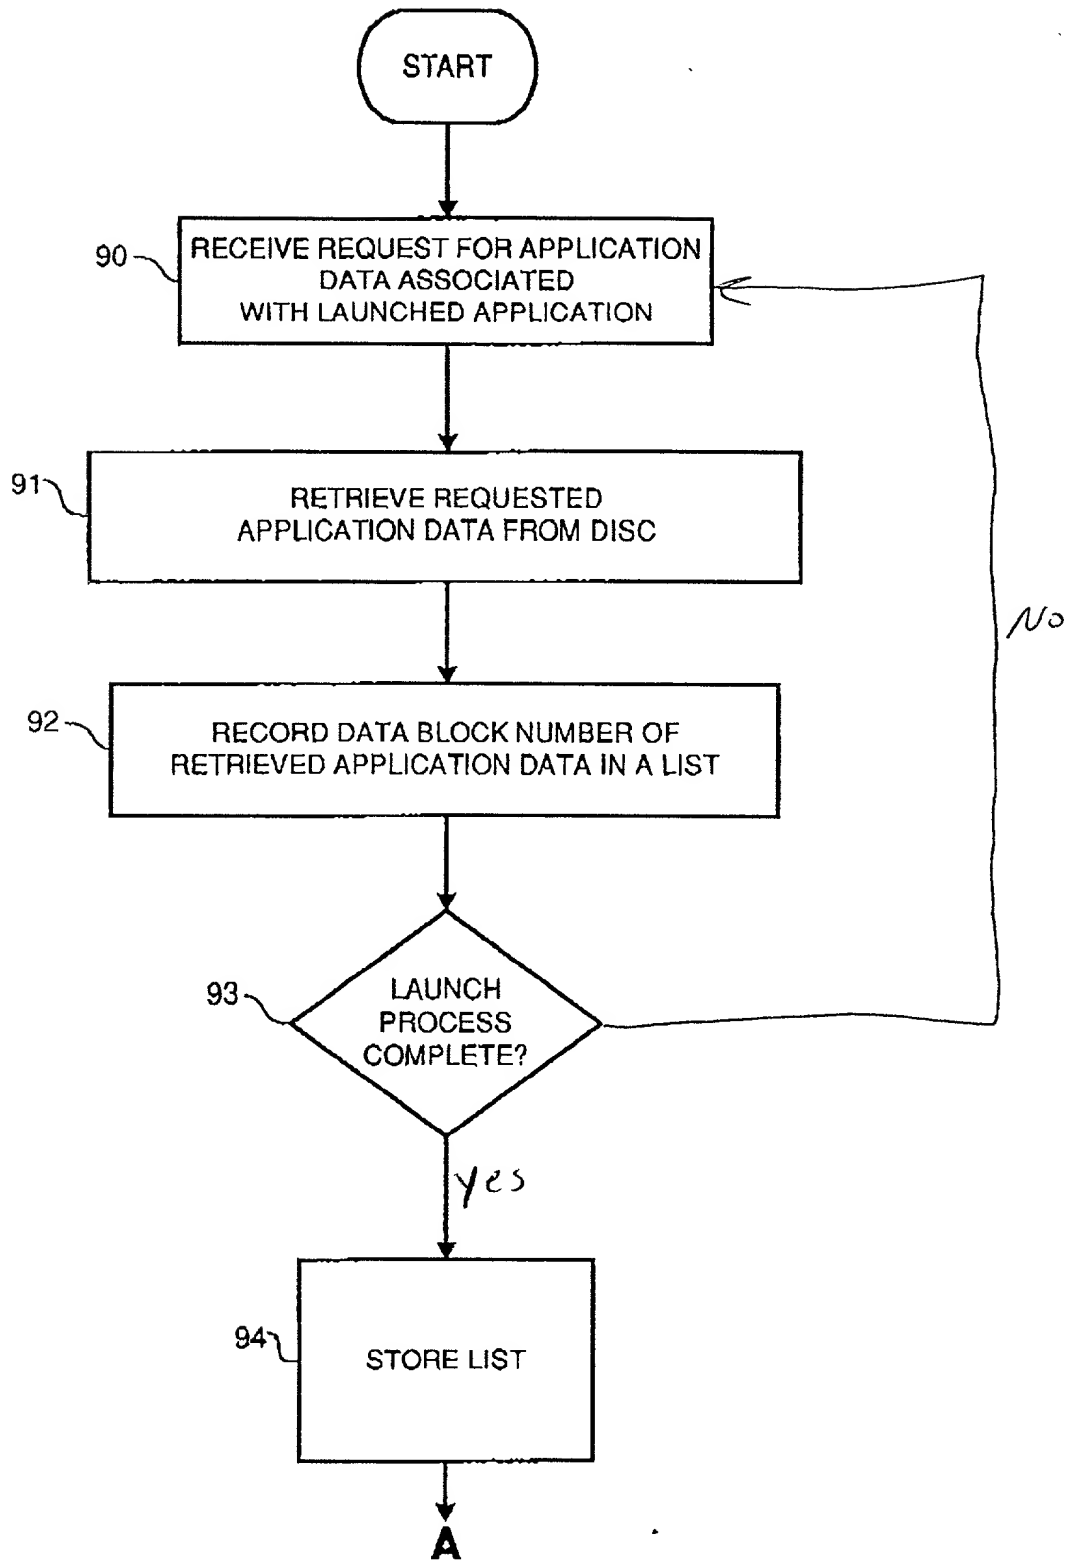 START
90
RECEIVE REQUEST FOR APPLICATION
DATA ASSOCIATED
WITH LAUNCHED APPLICATION
91
RETRIEVE REQUESTED
APPLICATION DATA FROM DISC
No
92
RECORD DATA BLOCK NUMBER OF
RETRIEVED APPLICATION DATA IN A LIST
93
LAUNCH
PROCESS
COMPLETE?
Yes
94
STORE LIST
A